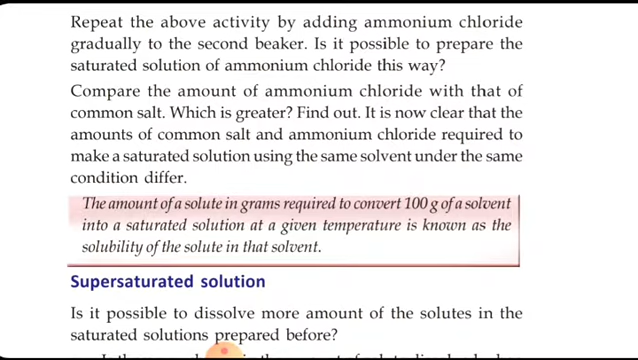 Repeat the above activity by adding ammonium chloride
gradually to the second beaker. Is it possible to prepare the
saturated solution of ammonium chloride this way?
Compare the amount of ammonium chloride with that of
common salt. Which is greater? Find out. It is now clear that the
amounts of common salt and ammonium chloride required to
make a saturated solution using the same solvent under the same
condition differ.
The amount of a solute in grams required to convert 100 g of a solvent
into a saturated solution at a given temperature is known as the
solubility of the solute in that solvent.
Supersaturated solution
Is it possible to dissolve more amount of the solutes in the
saturated solutions prepared before?